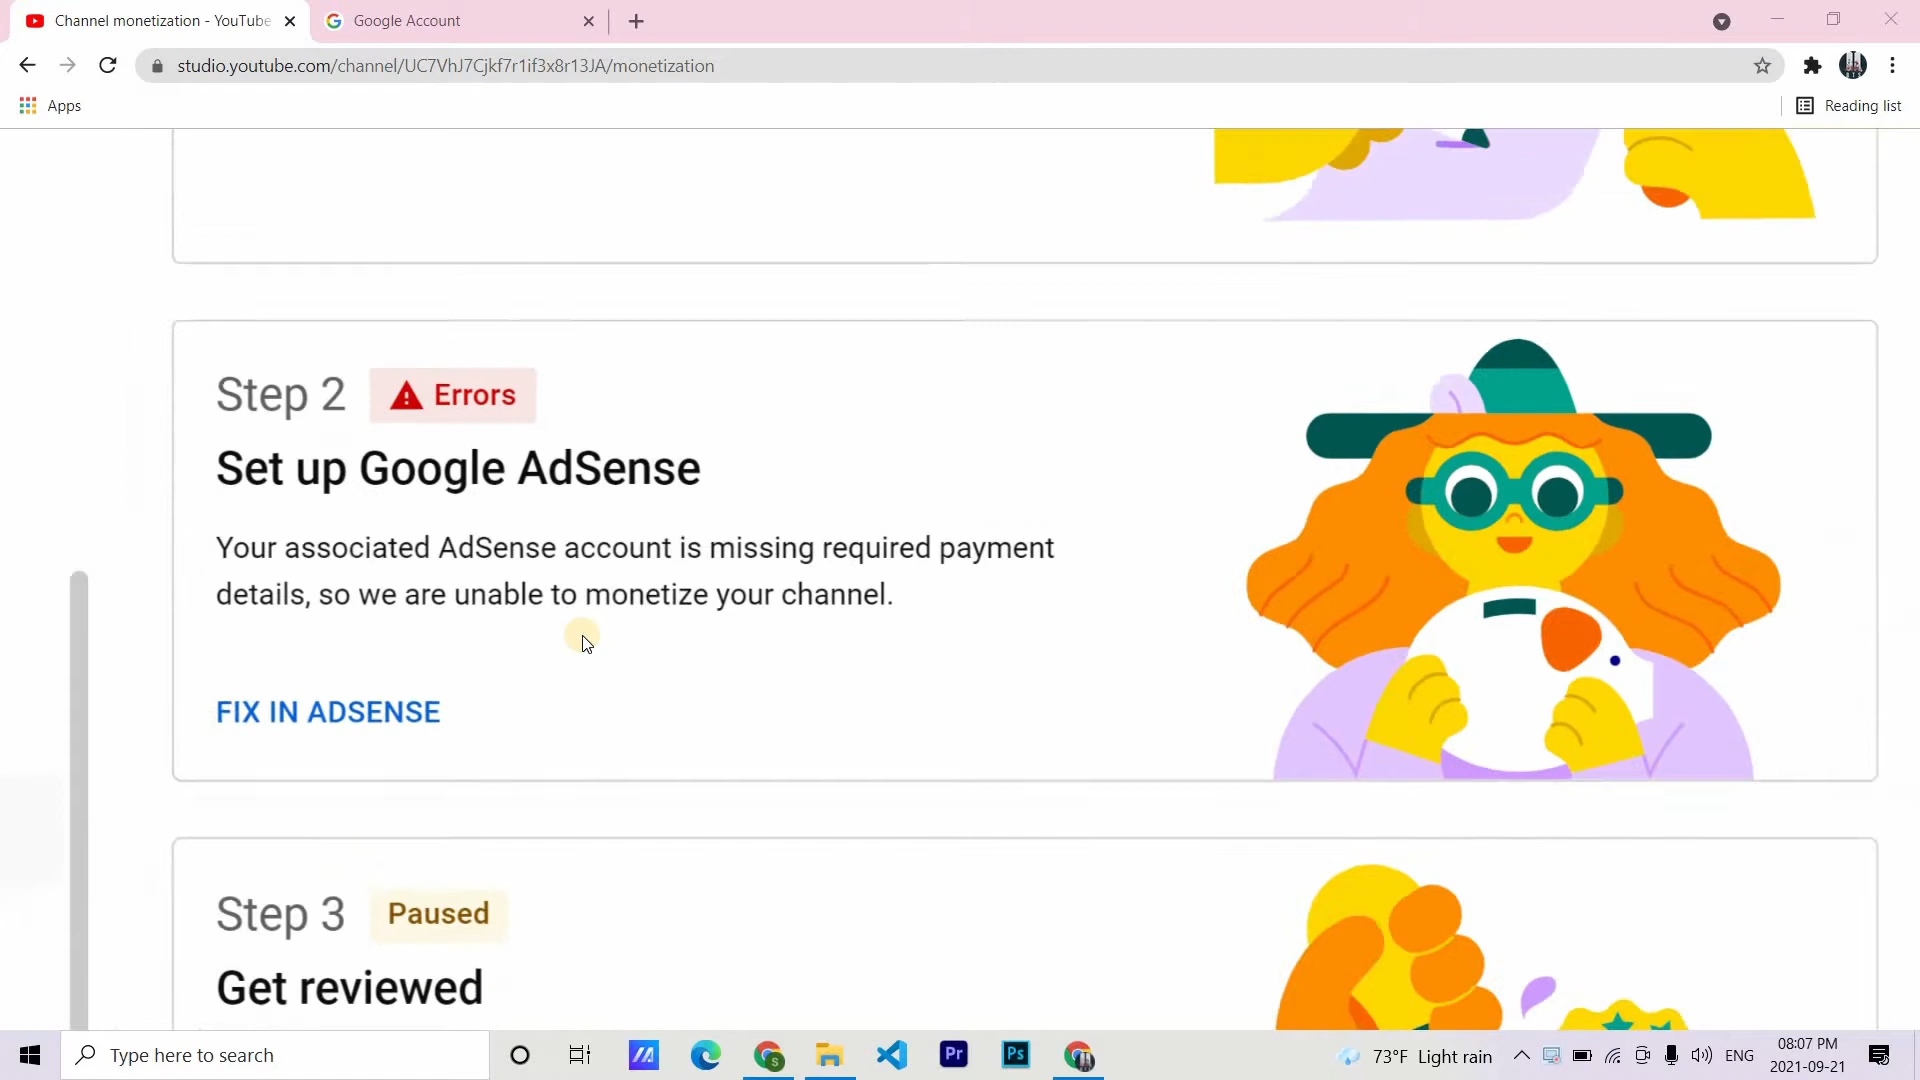 Channel monetization - YouTube
Google Account
studio.youtube.com/channel/UC7VhJ7Cjkf7r1if3x8r13JA/monetization
Apps
Reading list
Step 2
Errors
Set up Google AdSense
Your associated AdSense account is missing required payment
details, so we are unable to monetize your channel.
FIX IN ADSENSE
Step 3
Paused
Get reviewed
Type here to search
S
Pr
Ps
73°F Light rain
ENG
08:07 PM
2021-09-21